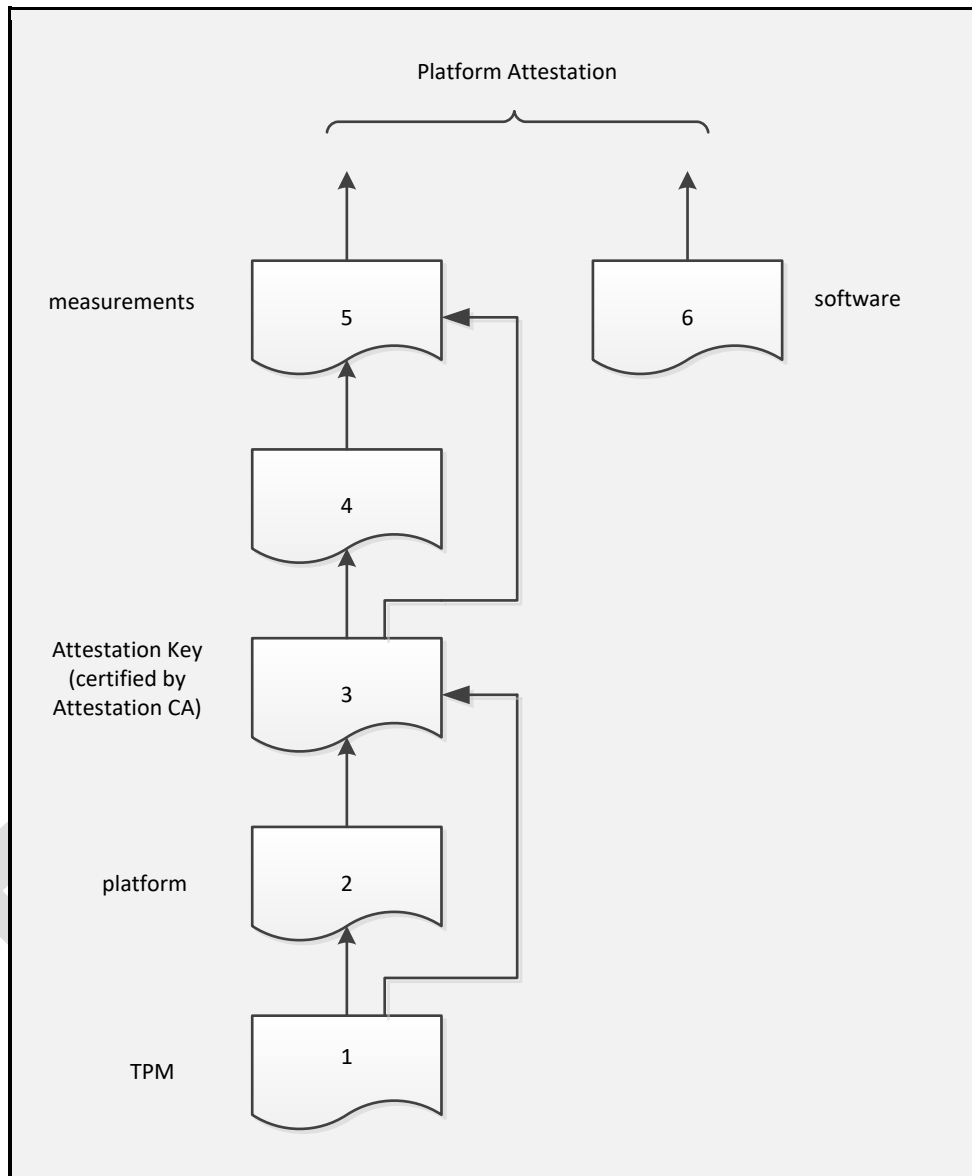 Platform Attestation
measurements
5
6
software
4
Attestation Key
(certified by
Attestation CA)
3
platform
2
TPM
1